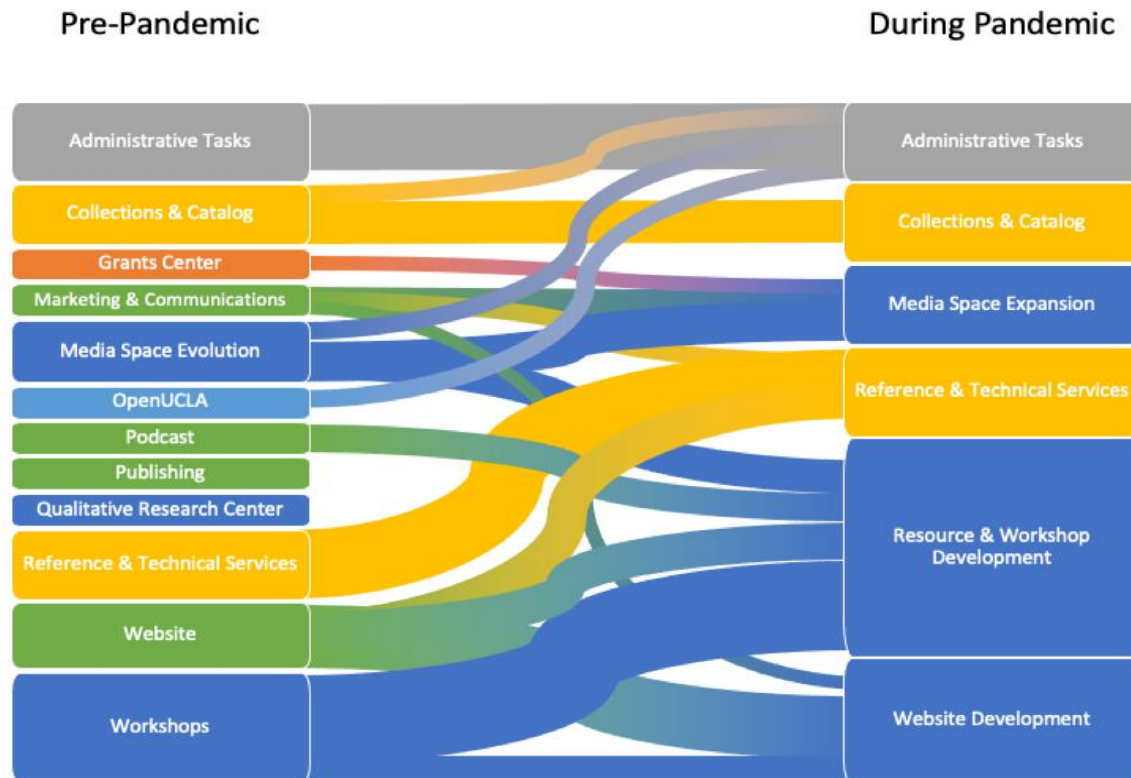 Pre-Pandemic
During Pandemic
Administrative Tasks
Collections & Catalog
Grants Center
Marketing & Communications
Media Space Evolution
OpenUCLA
Podcast
Publishing
Qualitative Research Center
Reference & Technical Services
Website
Workshops
Administrative Tasks
Collections & Catalog
Media Space Expansion
Reference & Technical Services
Resource & Workshop
Development
Website Development